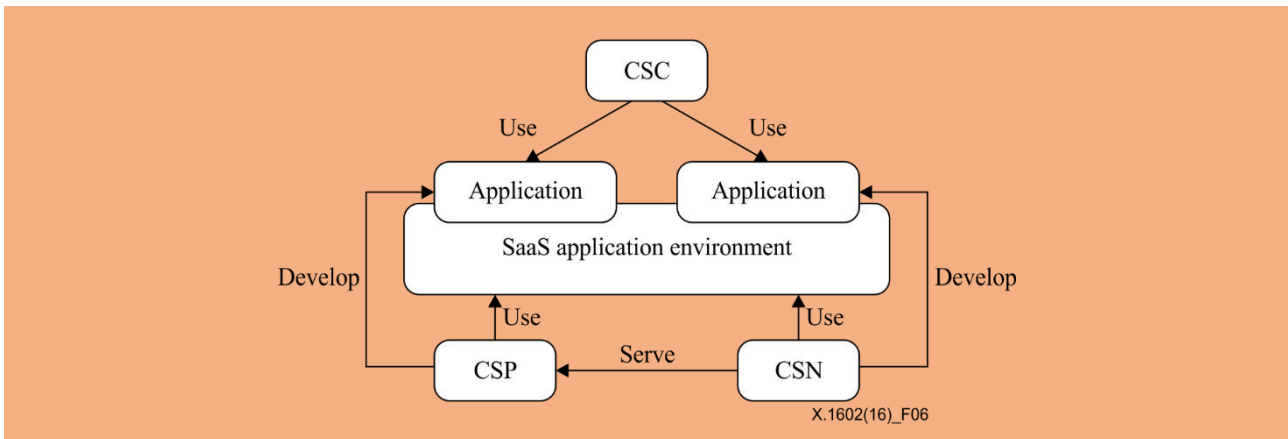 CSC
Use
Use
Application
Application
SaaS application environment
Develop
Develop
Use
Use
CSP
Serve
CSN
X.1602(16)_F06